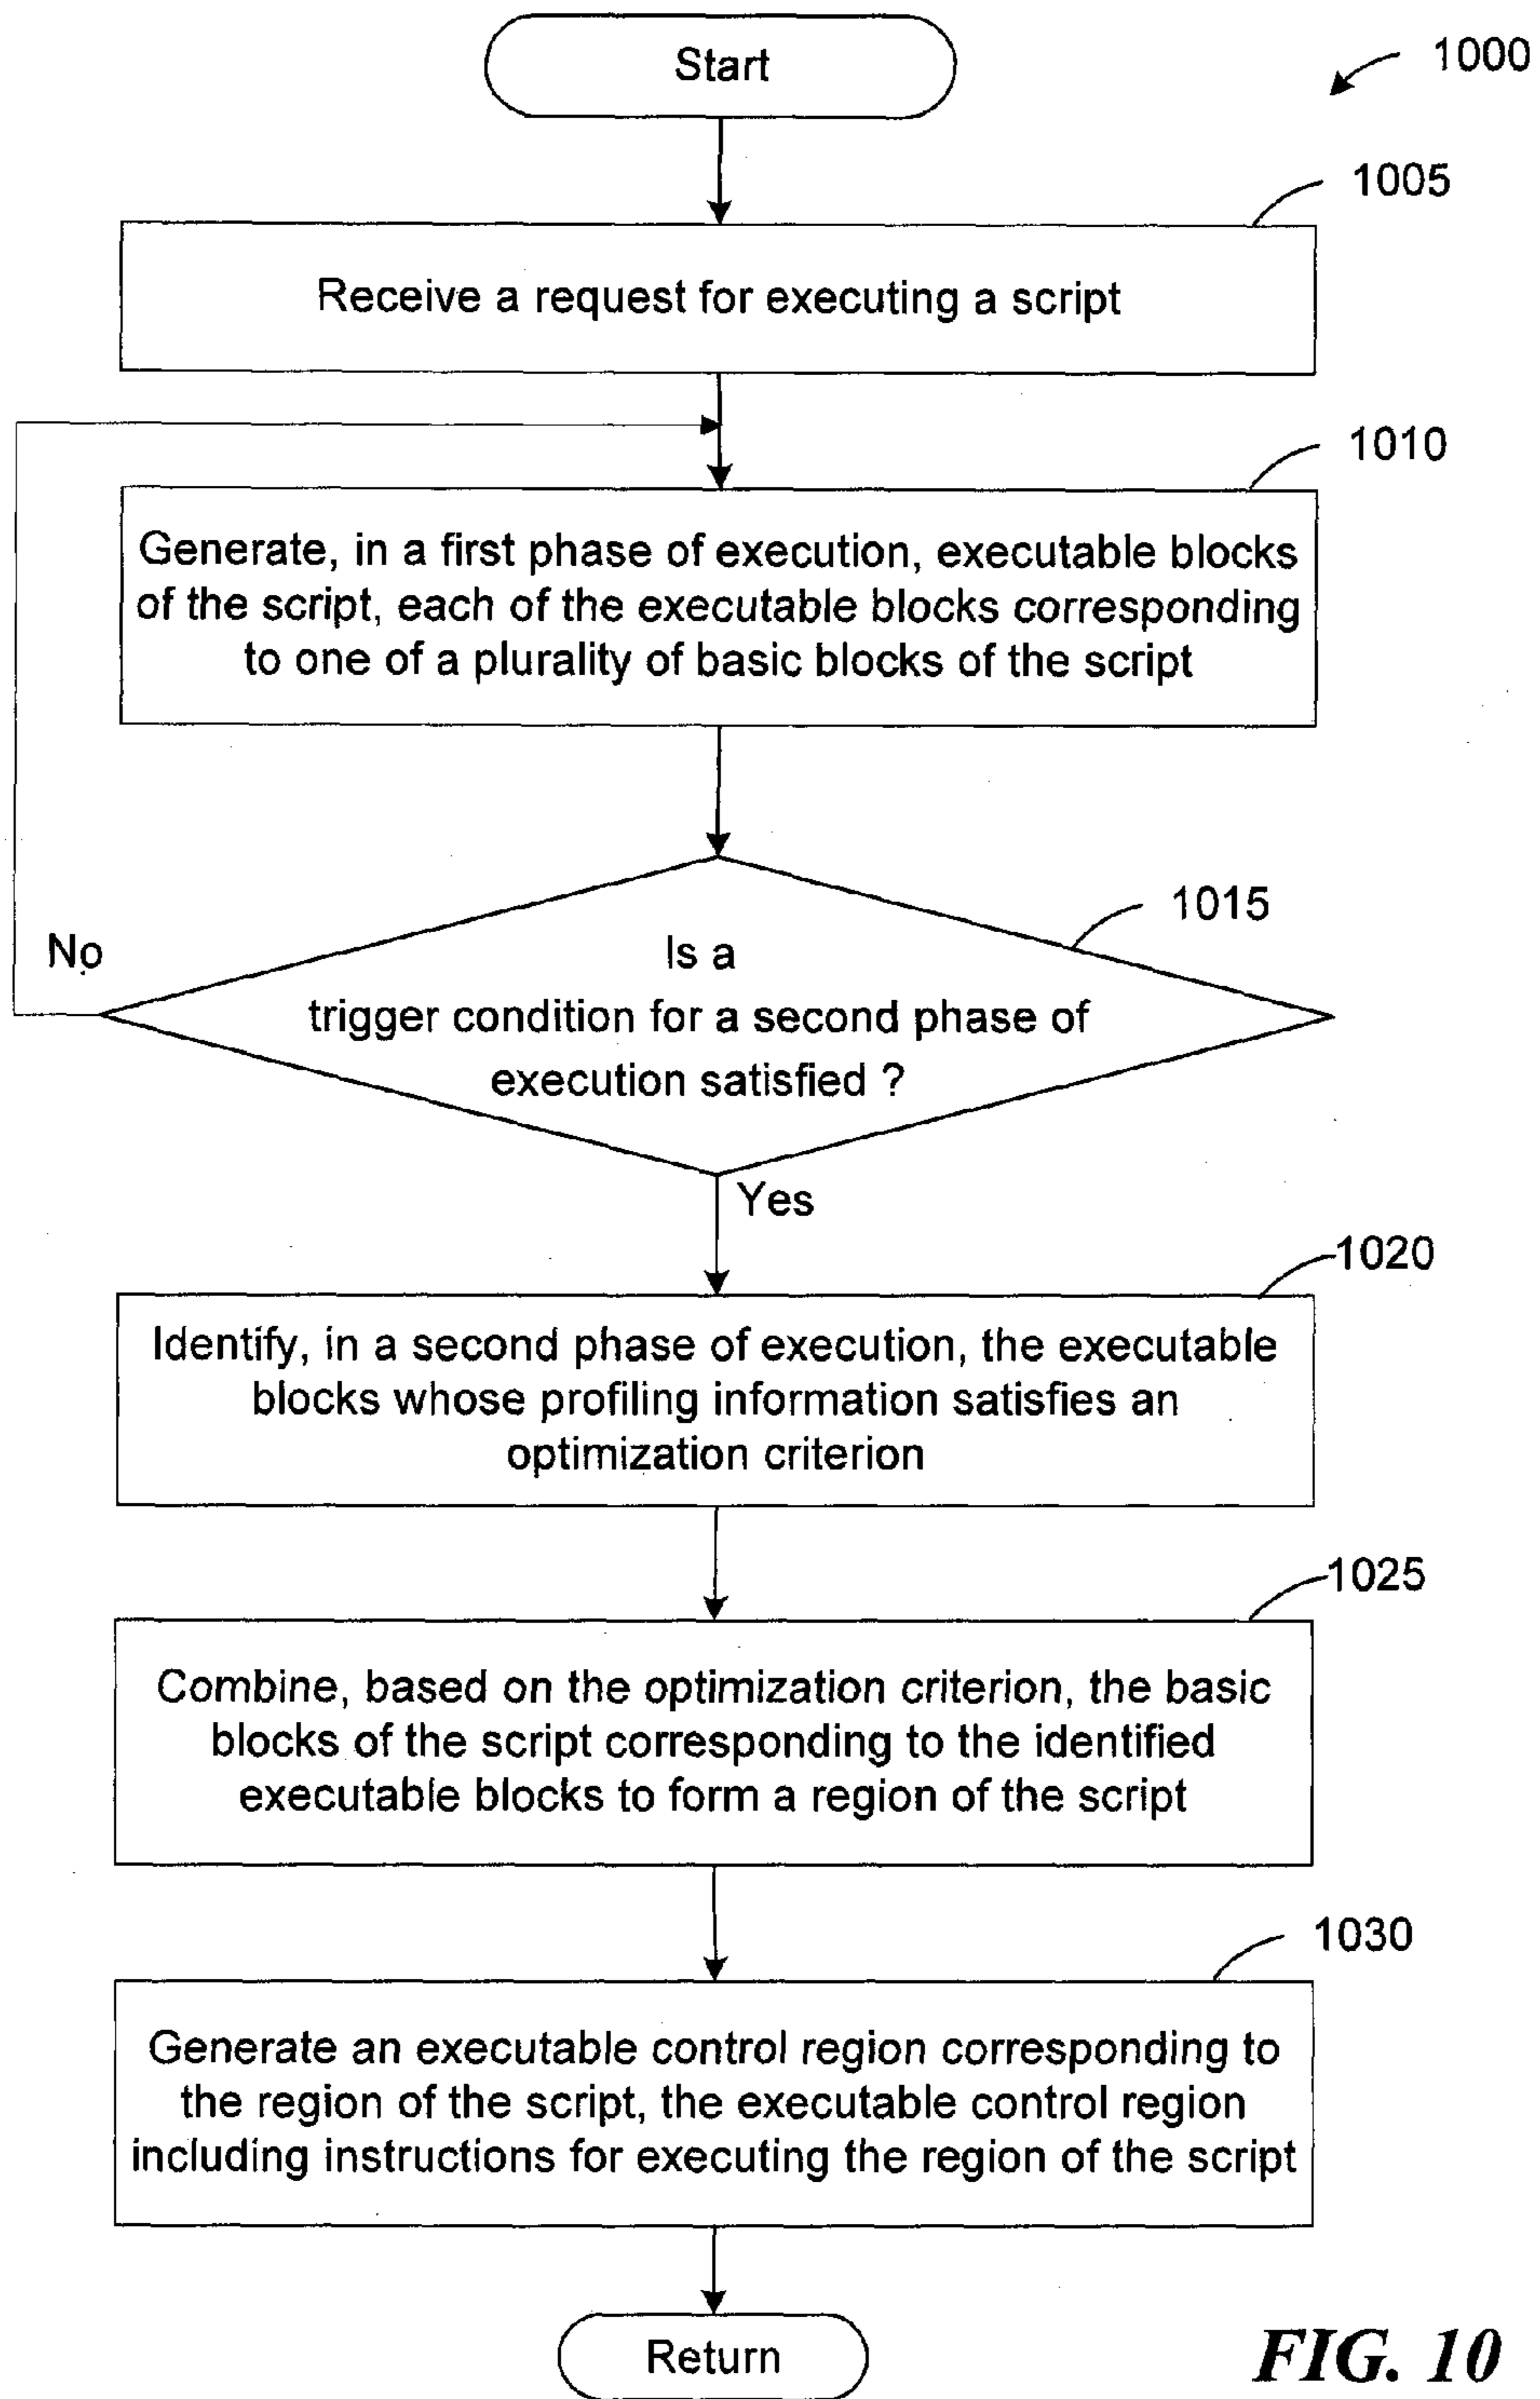 Start
1000
1005
Receive a request for executing a script
1010
Generate, in a first phase of execution, executable blocks
of the script, each of the executable blocks corresponding
to one of a plurality of basic blocks of the script
1015
No
Is a
trigger condition for a second phase of
execution satisfied ?
Yes
1020
Identify, in a second phase of execution, the executable
blocks whose profiling information satisfies an
optimization criterion
1025
Combine, based on the optimization criterion, the basic
blocks of the script corresponding to the identified
executable blocks to form a region of the script
1030
Generate an executable control region corresponding to
the region of the script, the executable control region
including instructions for executing the region of the script
Return
FIG. 10